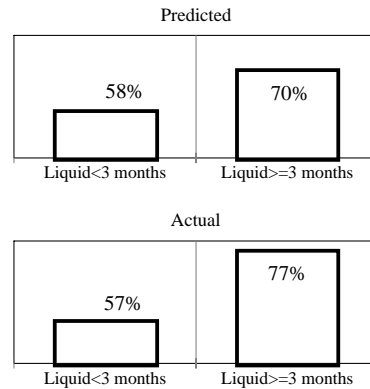 Predicted
58%
70%
Liquid<3 months
Liquid>=3 months
Actual
57%
77%
Liquid<3 months
Liquid>=3 months